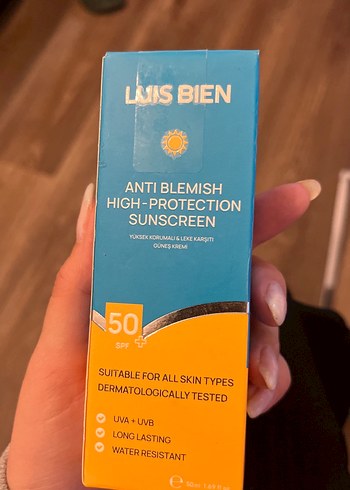 LUIS BIEN
ANTI BLEMISH
HIGH-PROTECTION
SUNSCREEN
YÜKSEK KORUMALI & LEKE KARŞITI
GÜNEŞ KREMİ
50+
SPF
SUITABLE FOR ALL SKIN TYPES
DERMATOLOGICALLY TESTED
UVA + UVB
LONG LASTING
WATER RESISTANT